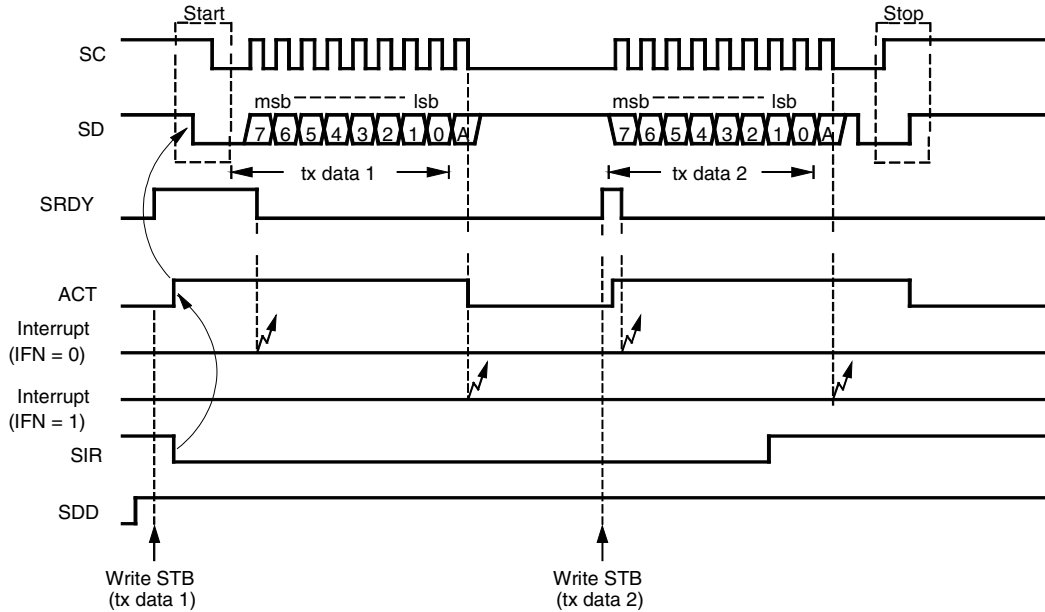 Start Stop
SC
msb lsb msb lsb
SD 7 6 5 4 3 2 1 0 A 7 6 5 4 3 2 1 0 A
tx data 1 tx data 2
SRDY
ACT
Interrupt
(IFN = 0)
Interrupt
(IFN = 1)
SIR
SDD
Write STB Write STB
(tx data 1) (tx data 2)